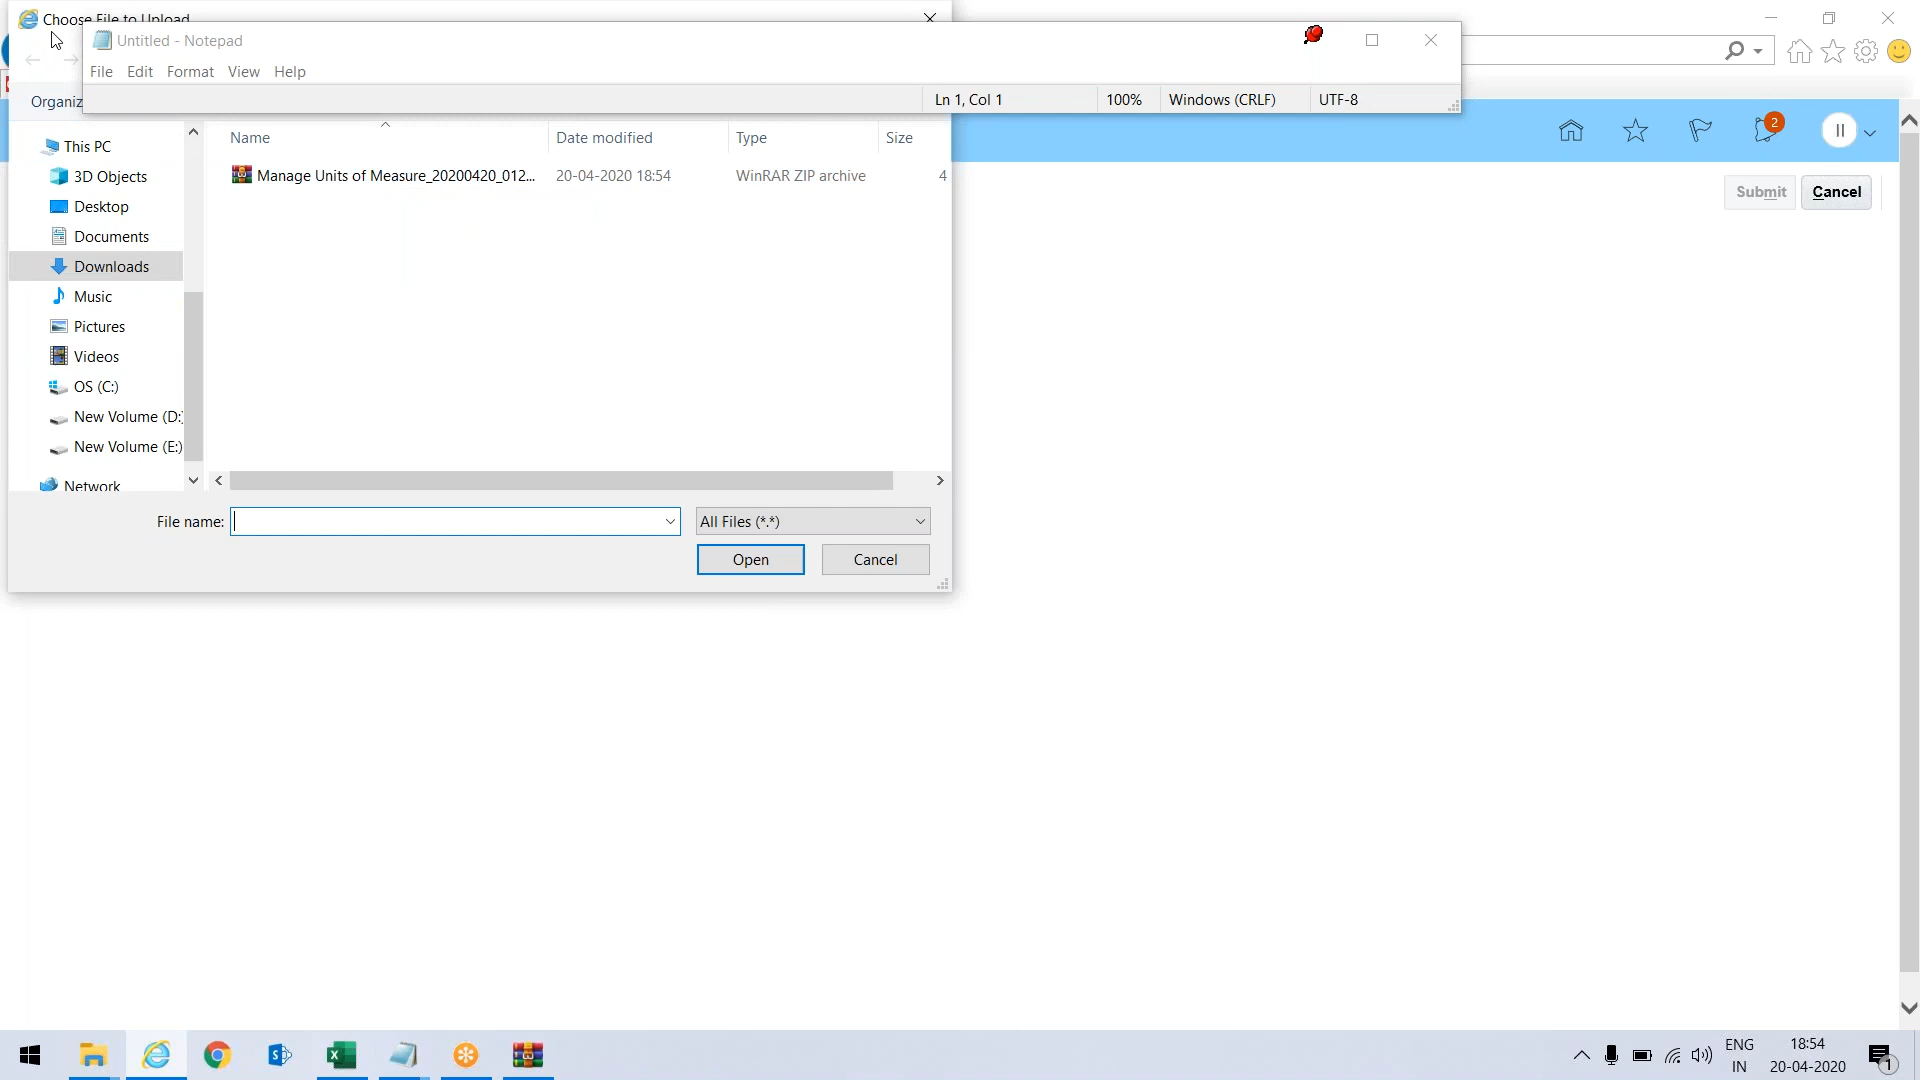 Choose File to Upload
Untitled - Notepad
File Edit Format View Help
Ln 1, Col 1 100% Windows (CRLF) UTF-8
Organiz
2
II
Name Date modified Type Size
This PC
Manage Units of Measure_20200420_012... 20-04-2020 18:54 WinRAR ZIP archive 4
3D Objects
Desktop
Documents
Downloads
Music
Pictures
Videos
OS (C:)
New Volume (D:
New Volume (E:)
Network
Submit Cancel
File name: All Files (*.*)
Open Cancel
ENG
IN
18:54
20-04-2020
1